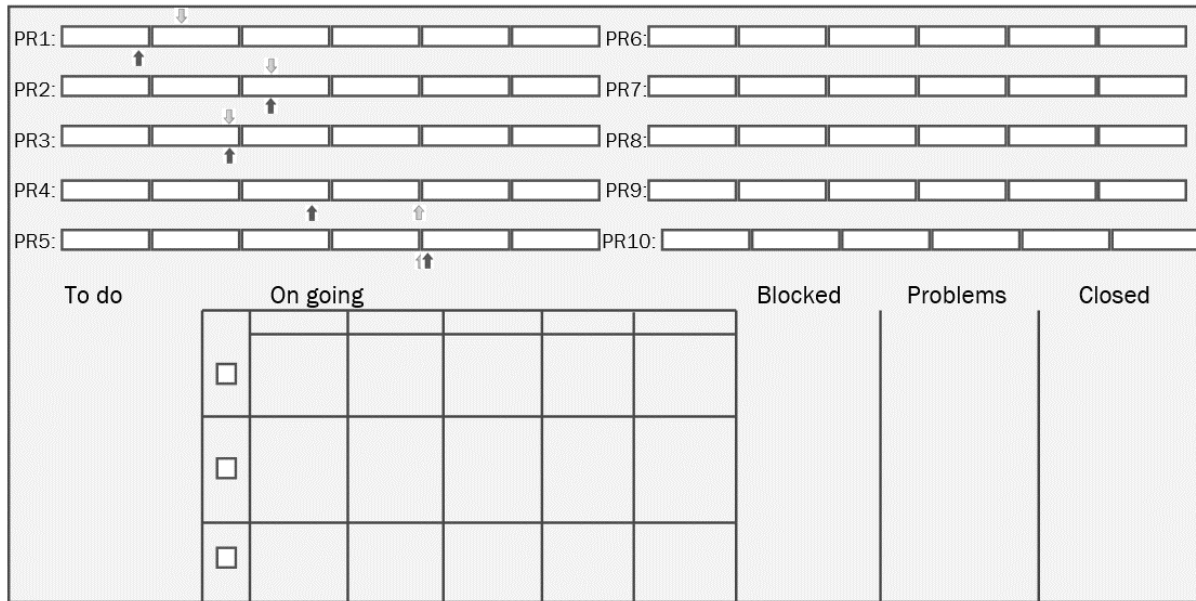 PR1:
PR2:
PR3:
PR4:
PR5:
PR6:
PR7:
PR8:
PR9:
PR10:
To do On going Blocked Problems Closed